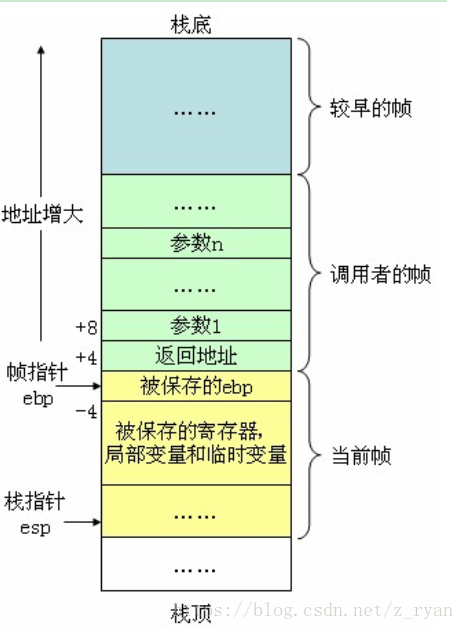 栈底
……
较早的帧
地址增大
……
参数n
……
调用者的帧
+8
参数1
+4
返回地址
帧指针
ebp
被保存的ebp
-4
被保存的寄存器,
局部变量和临时变量
当前帧
栈指针
esp
……
……
栈顶
https://blog.csdn.net/z_ryan